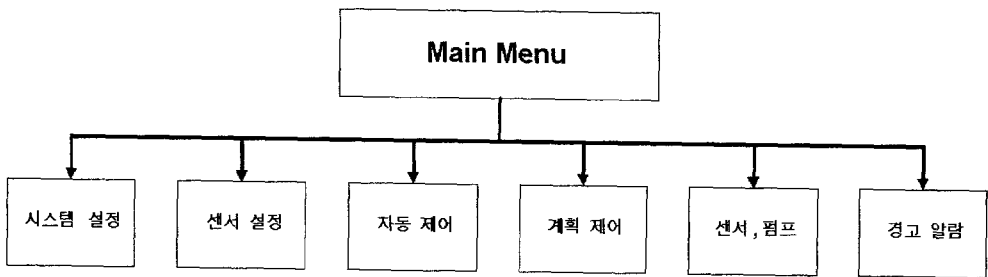 Main Menu
시스템 설정
센서 설정
자동 제어
계획 제어
센서,펌프
경고 알람